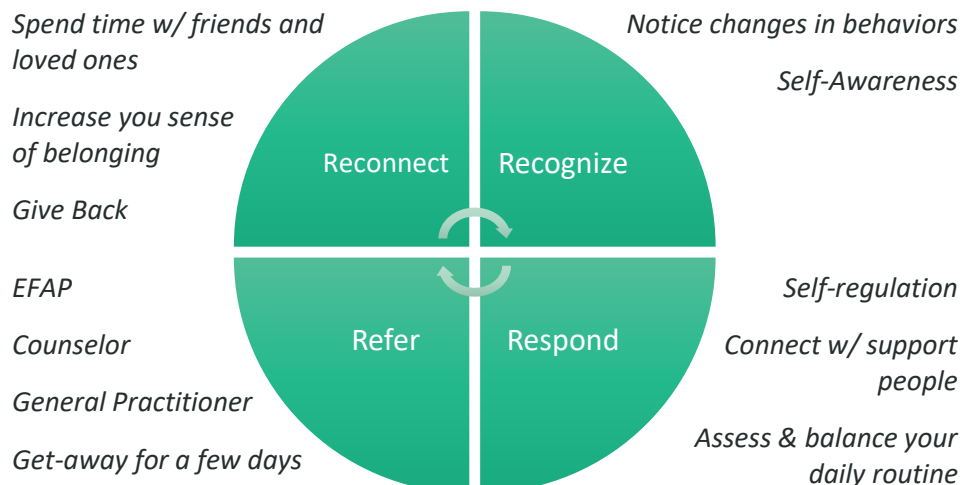 Spend time w/ friends and
loved ones
Increase you sense
of belonging
Give Back
Reconnect
Recognize
Notice changes in behaviors
Self-Awareness
EFAP
Counselor
General Practitioner
Get-away for a few days
Refer
Respond
Self-regulation
Connect w/ support
people
Assess & balance your
daily routine